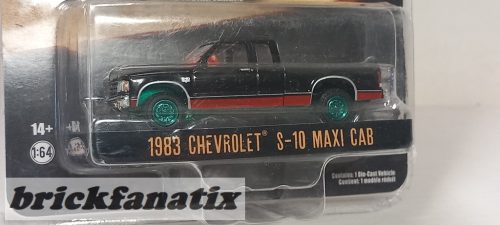 14+
1:64
1983 CHEVROLET® S-10 MAXI CAB
Contains: 1 Die-Cast Vehicle
Contient: 1 modèle réduit
brickfanatix